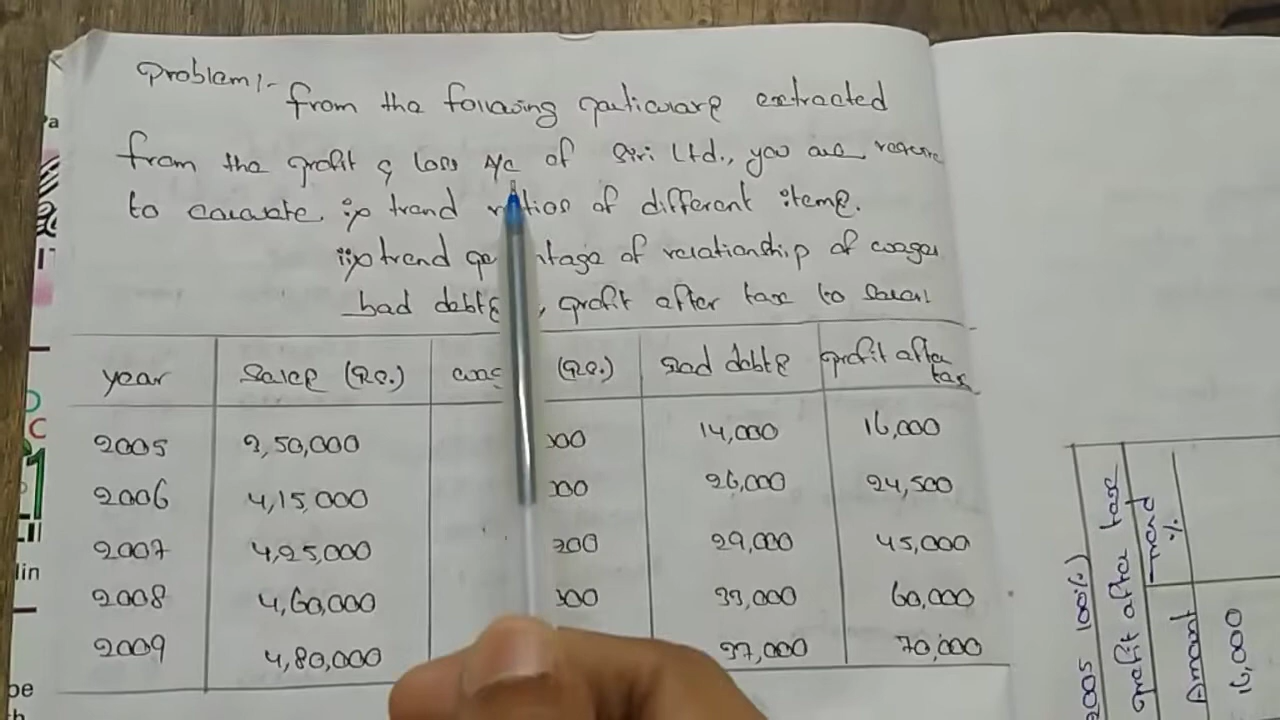 Problem:-
from the following particulars extracted
from the profit & loss A/c of Siri Ltd., you are
to calculate i) trend ratios of different items.
ii) trend of relationship of wages
bad debts, profit after tax to sales
year Sales (Rs.) (Rs.) Bad debts profit after tax
2005 3,50,000 14,000 16,000
2006 4,15,000 26,000 24,500
2007 4,25,000 29,000 45,000
2008 4,60,000 33,000 60,000
2009 4,80,000 37,000 70,000
2005 100%)
profit after tax
Amount trend %
16,000